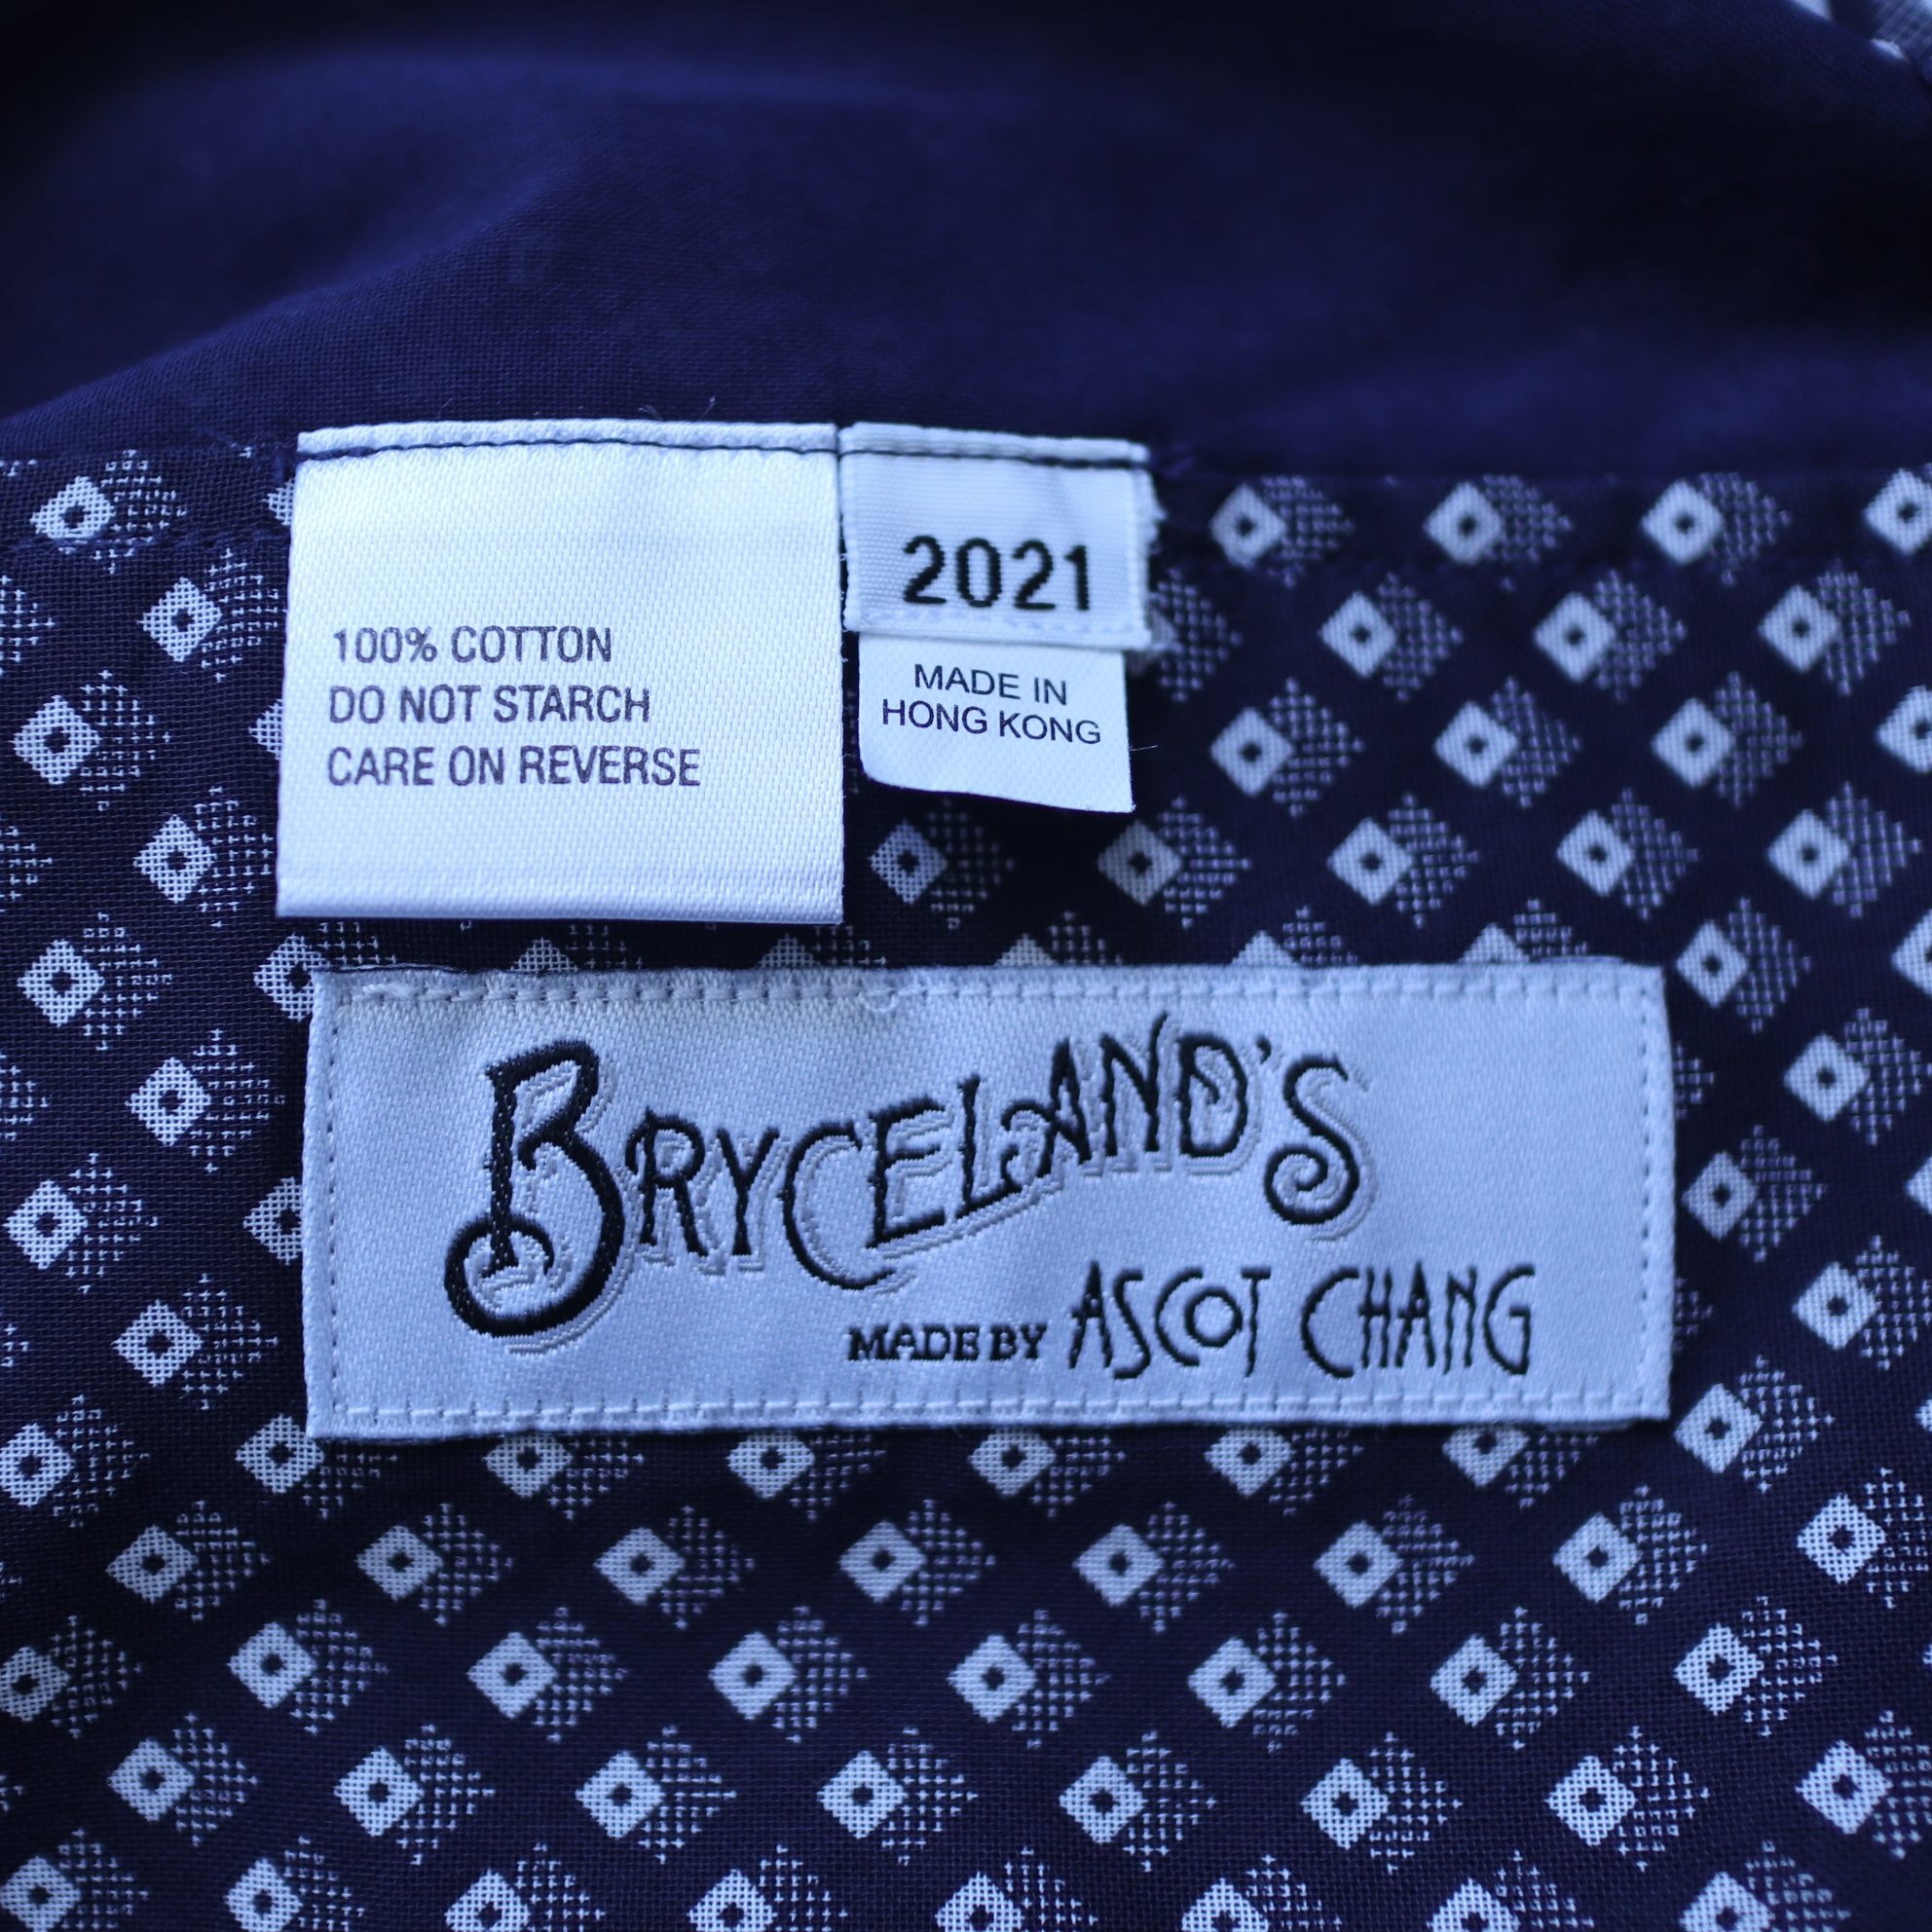 100% COTTON
DO NOT STARCH
CARE ON REVERSE
2021
MADE IN
HONG KONG
BRYCELAND'S
MADE BY ASCOT CHANG